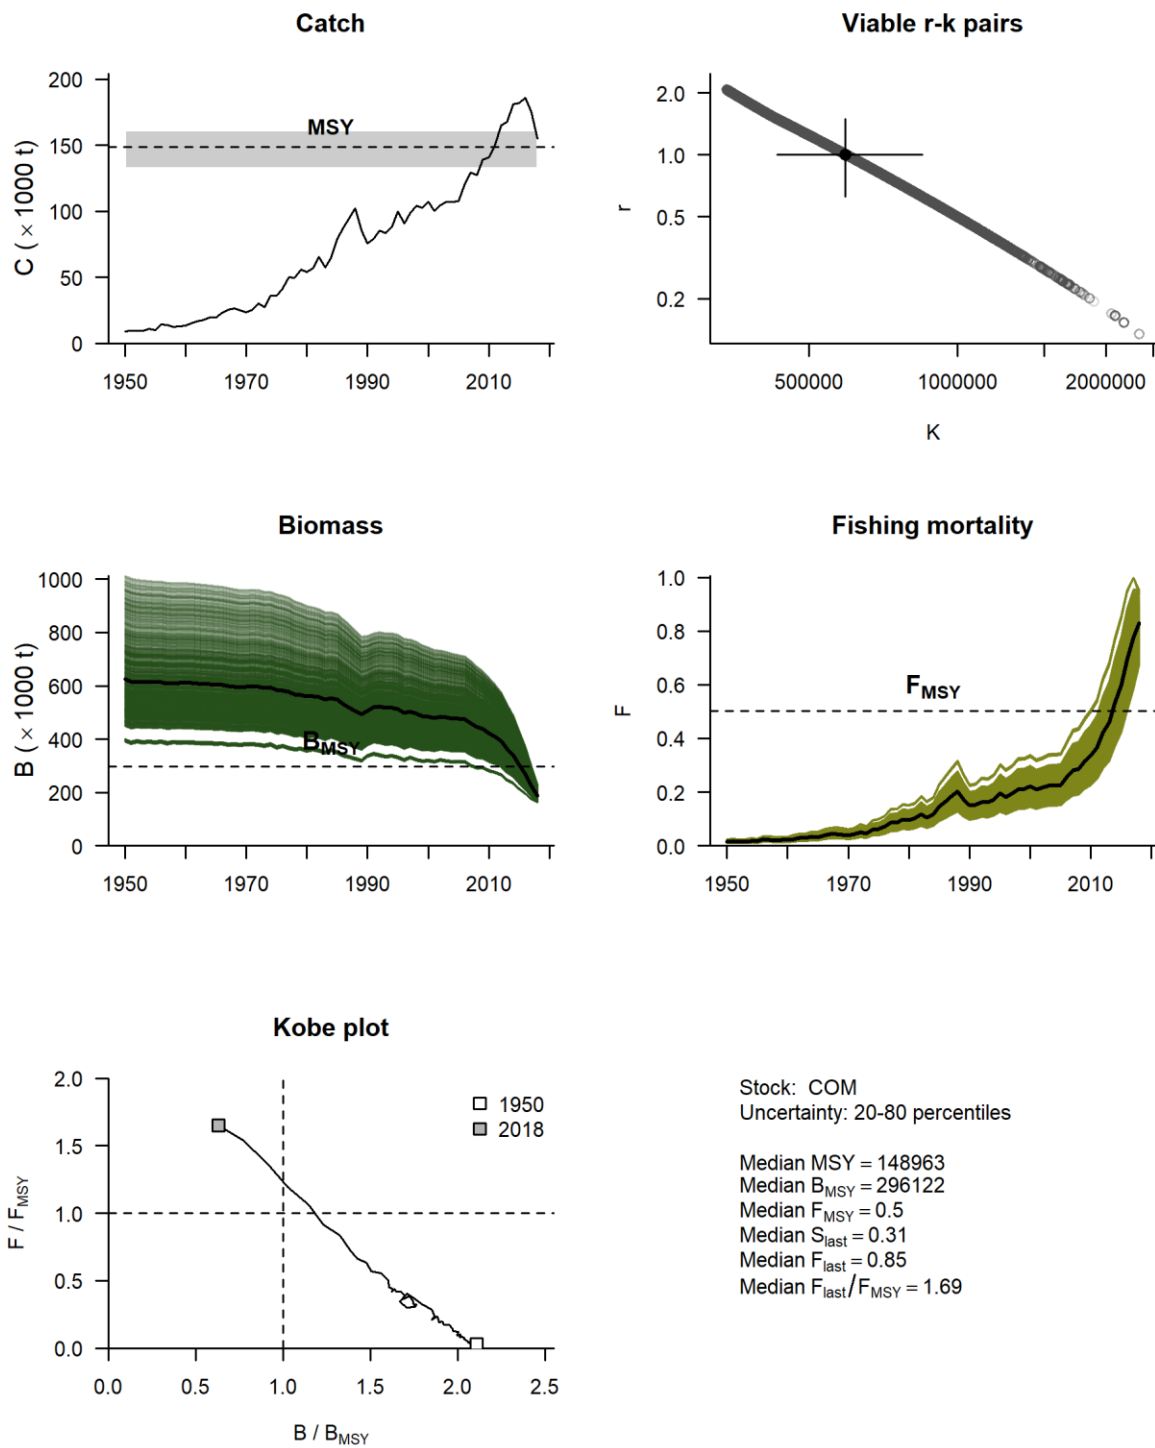 Catch
C ( × 1000 t)
200
150
100
50
0
MSY
1950 1970 1990 2010
Viable r-k pairs
r
2.0
1.0
0.5
0.2
500000 1000000 2000000
K
Biomass
B ( × 1000 t)
1000
800
600
400
200
0
BMSY
1950 1970 1990 2010
Fishing mortality
F
1.0
0.8
0.6
0.4
0.2
0.0
FMSY
1950 1970 1990 2010
Kobe plot
F / FMSY
2.0
1.5
1.0
0.5
0.0
1950
2018
0.0 0.5 1.0 1.5 2.0 2.5
B / BMSY
Stock: COM
Uncertainty: 20-80 percentiles
Median MSY = 148963
Median BMSY = 296122
Median FMSY = 0.5
Median Slast = 0.31
Median Flast = 0.85
Median Flast/FMSY = 1.69